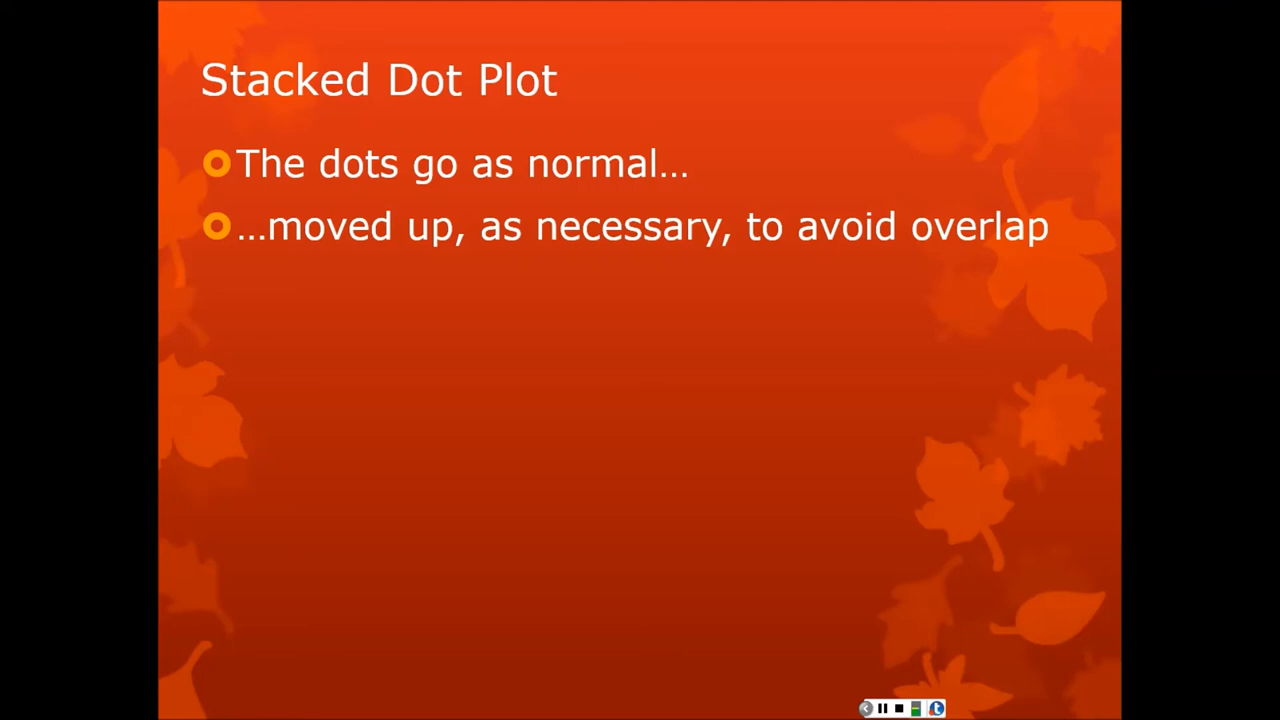 Stacked Dot Plot
The dots go as normal…
…moved up, as necessary, to avoid overlap